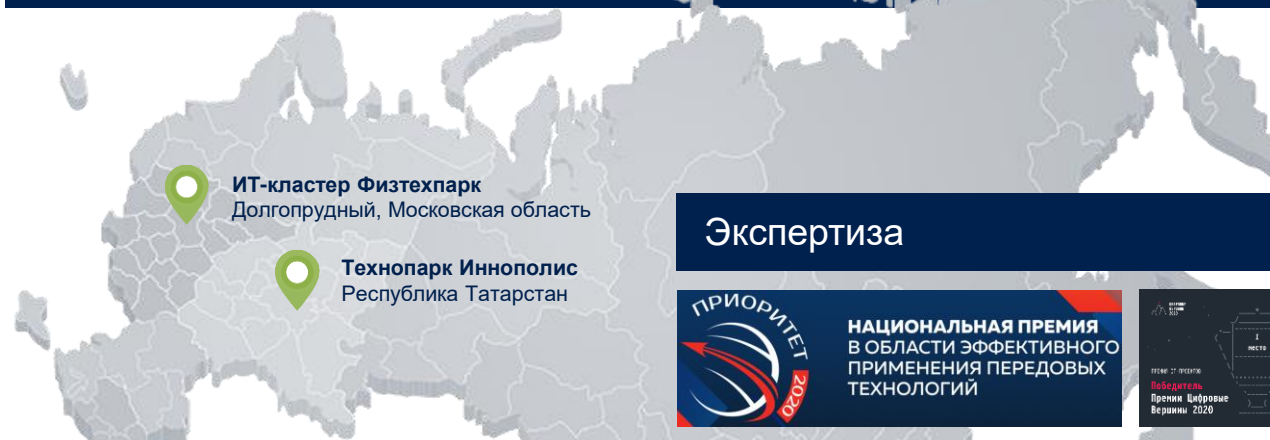 ИТ-кластер Физтехпарк
Долгопрудный, Московская область
Технопарк Иннополис
Республика Татарстан
Экспертиза
ПРИОРИТЕТ 2020
НАЦИОНАЛЬНАЯ ПРЕМИЯ
В ОБЛАСТИ ЭФФЕКТИВНОГО
ПРИМЕНЕНИЯ ПЕРЕДОВЫХ
ТЕХНОЛОГИЙ
место
Победитель
Премии Цифровые
Вершины 2020